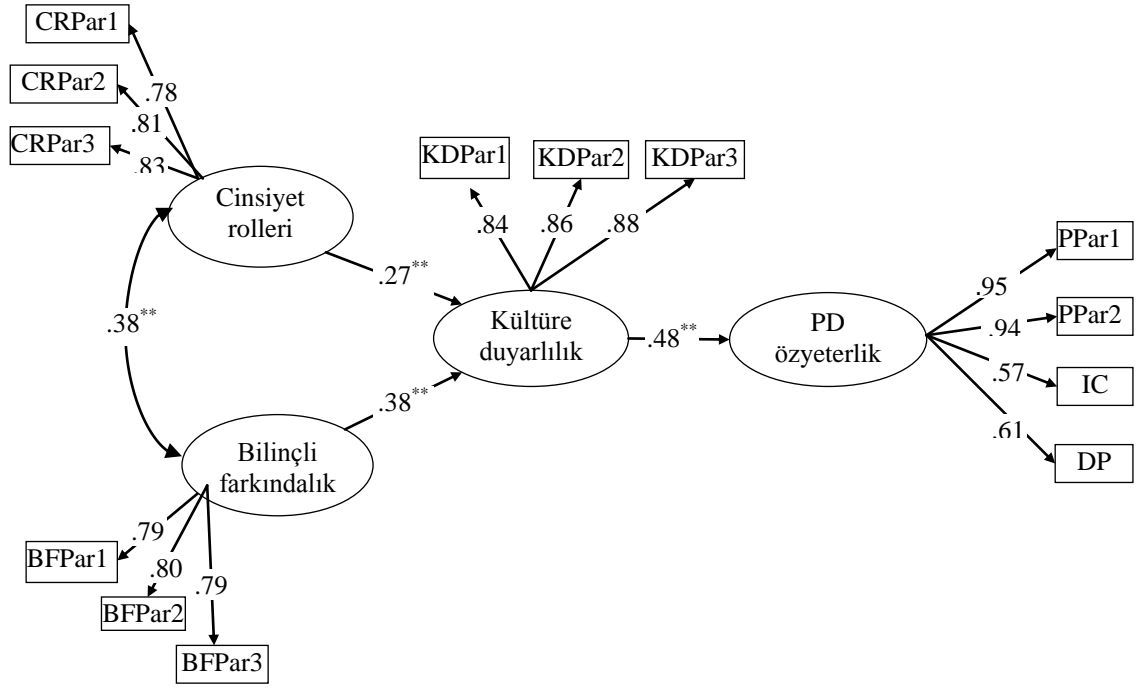 CRPar1
CRPar2
CRPar3
.78
.81
.83
Cinsiyet
rolleri
.38**
.27**
.38**
Bilinçli
farkındalık
.79
.80
.79
BFPar1
BFPar2
BFPar3
KDPar1
KDPar2
KDPar3
.84
.86
.88
Kültüre
duyarlılık
.48**
PD
özyeterlik
.95
.94
.57
.61
PPar1
PPar2
IC
DP